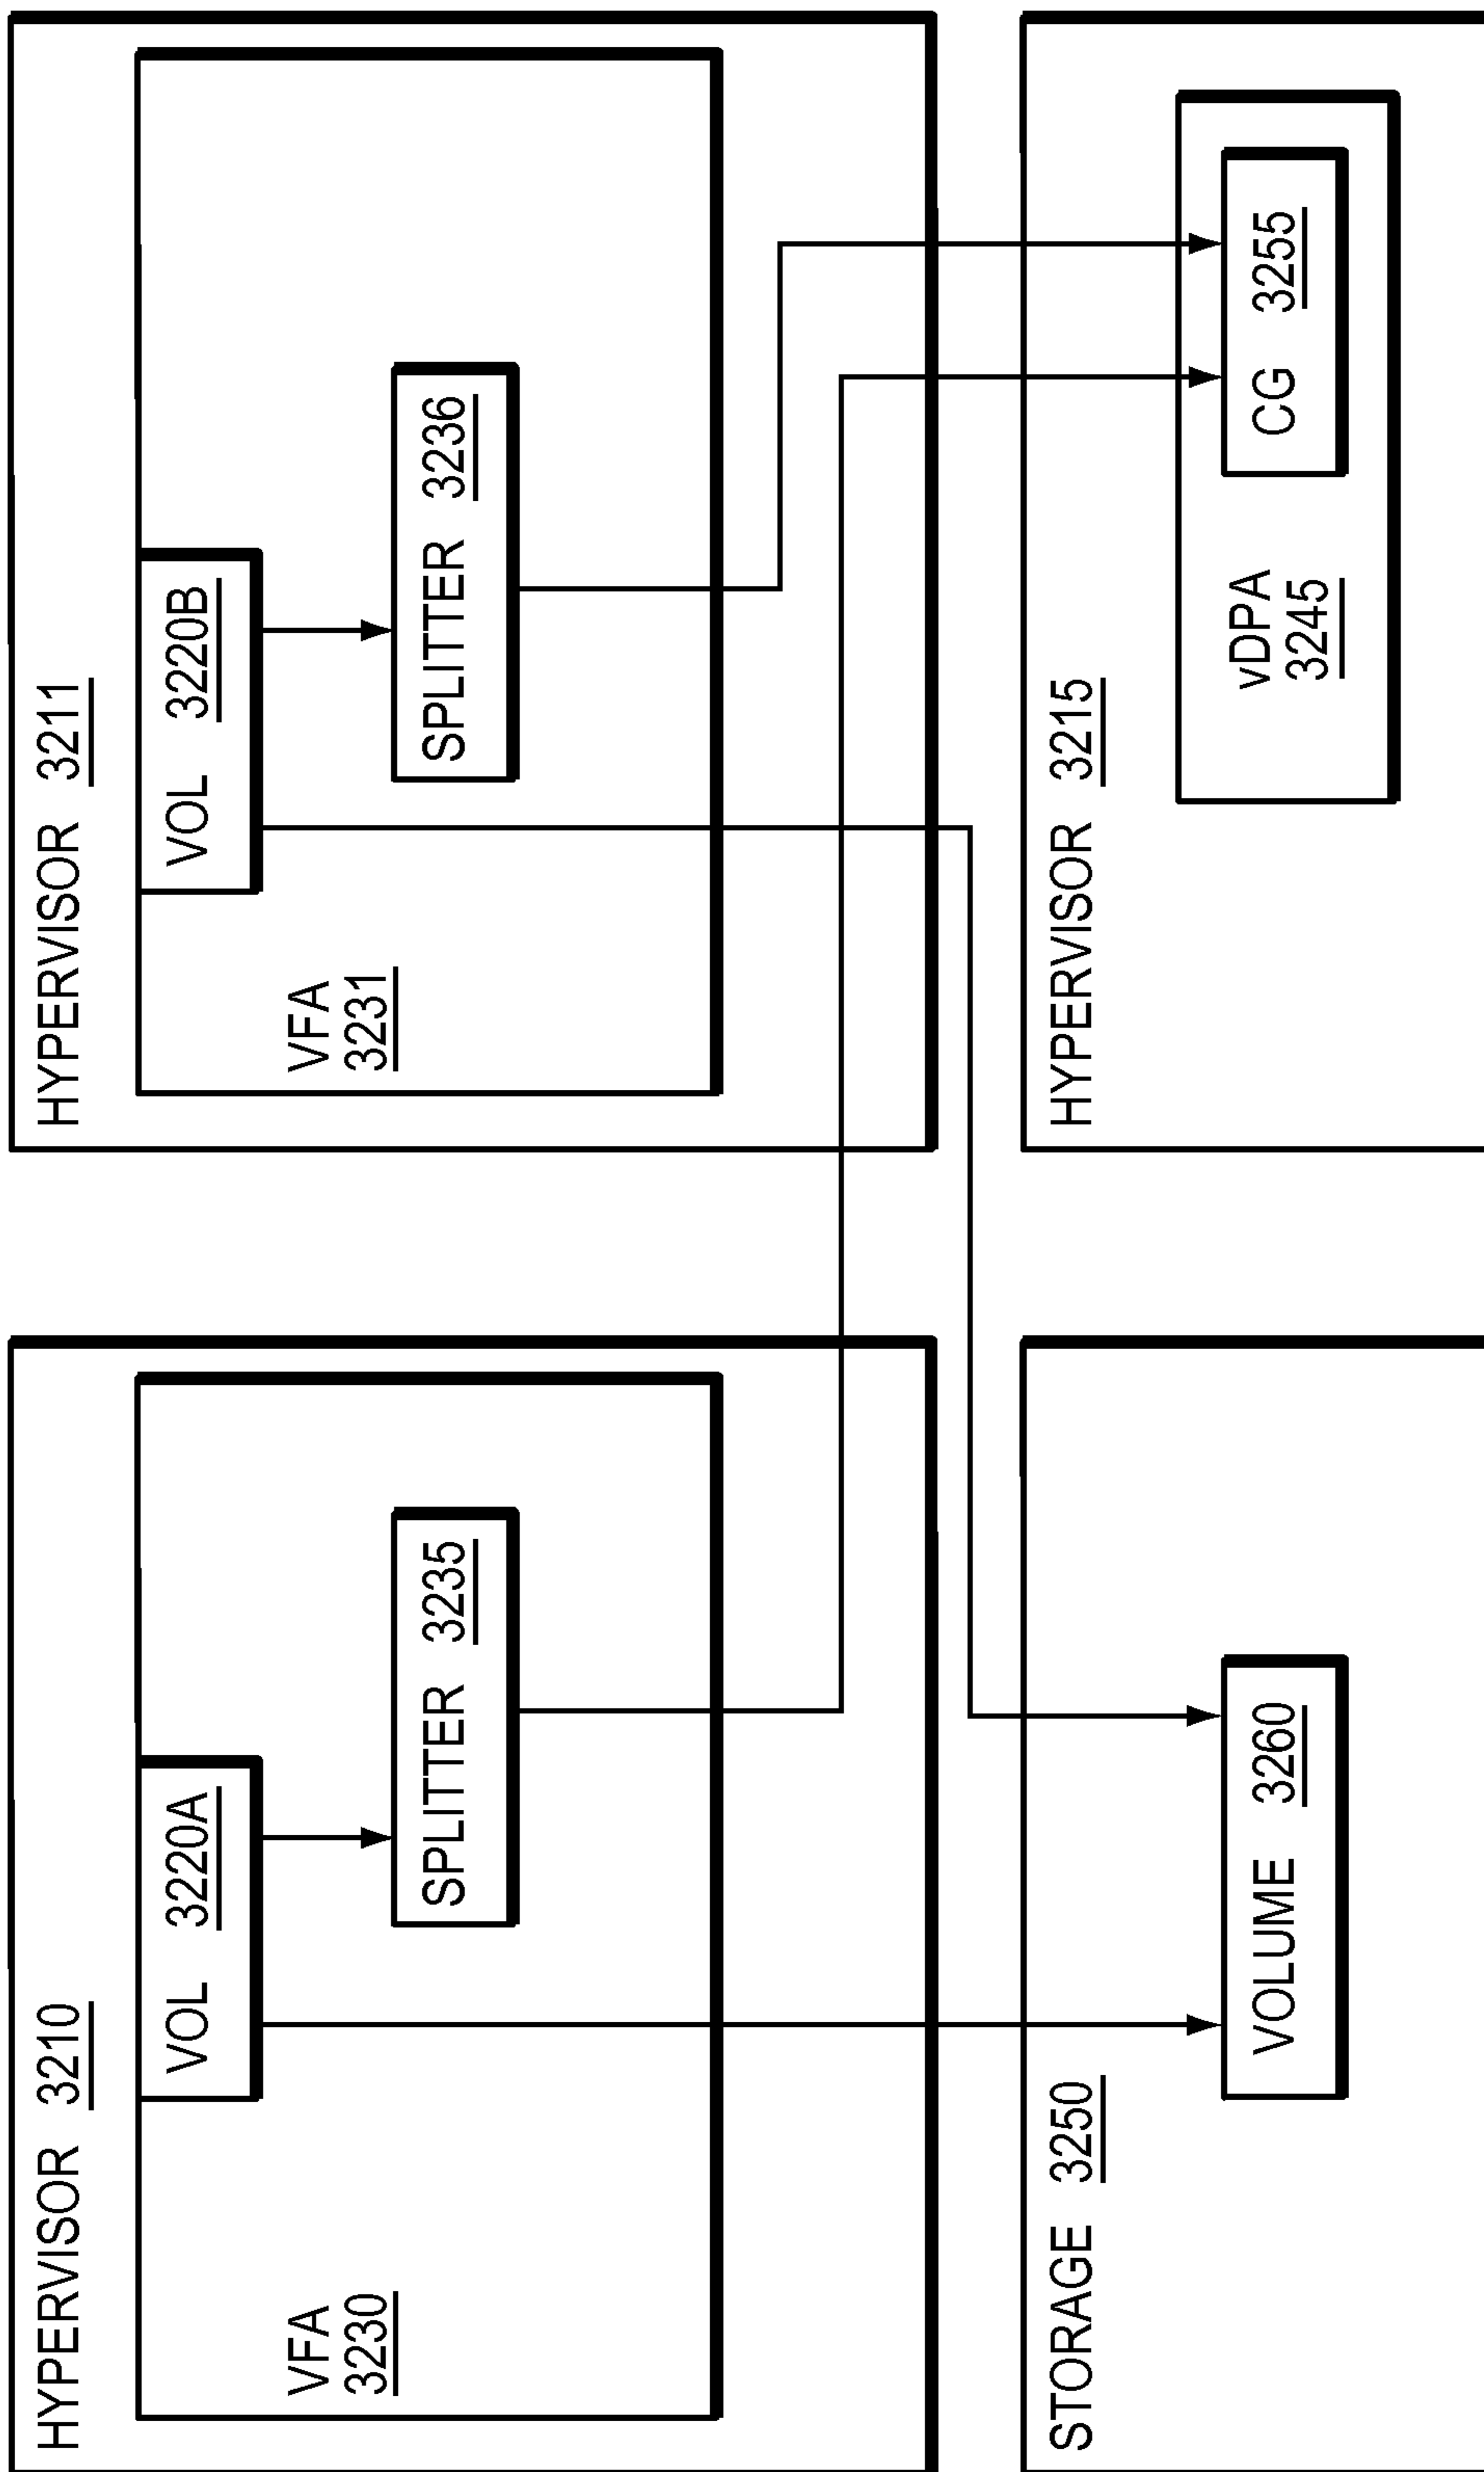 HYPERVISOR 3210
VOL 3220A
VFA
3230
SPLITTER 3235
HYPERVISOR 3211
VOL 3220B
VFA
3231
SPLITTER 3236
STORAGE 3250
VOLUME 3260
HYPERVISOR 3215
vDPA
3245
CG 3255